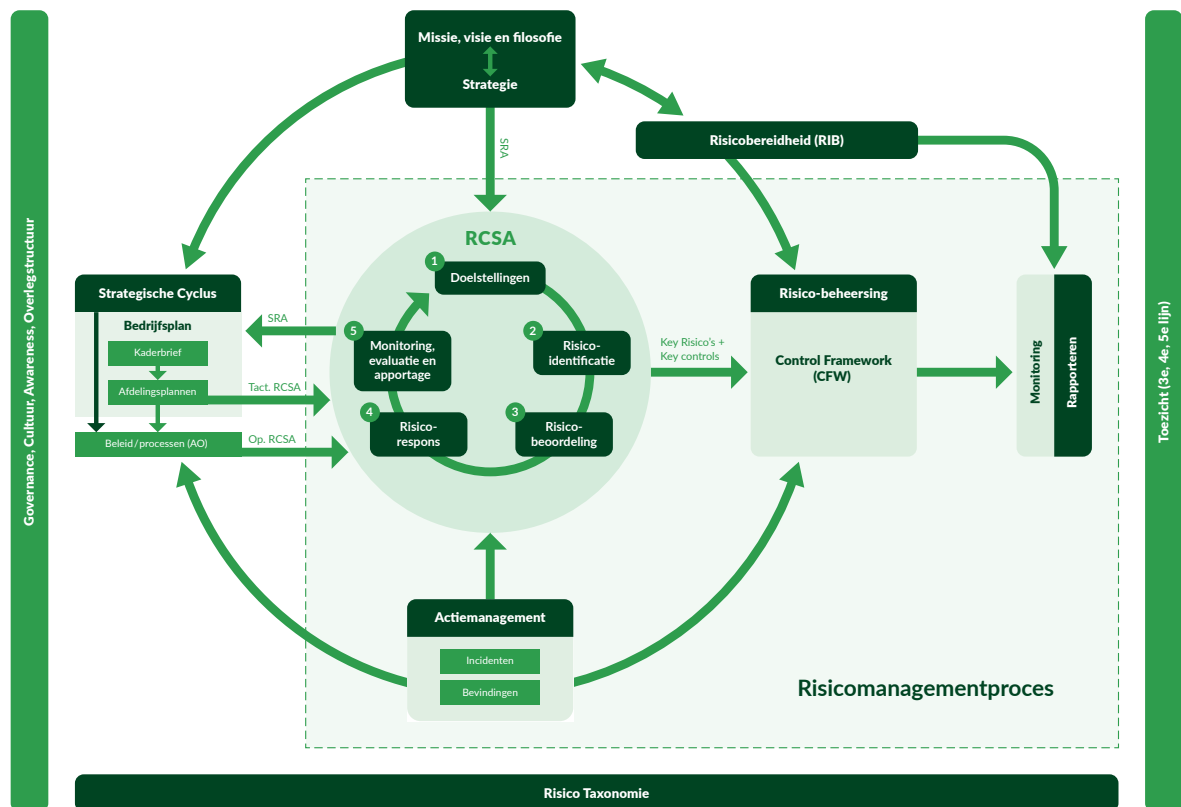 Missie, visie en filosofie
Strategie
SRA
Risicobereidheid (RIB)
Governance, Cultuur, Awareness, Overlegstructuur
Toezicht (3e, 4e, 5e lijn)
RCSA
1
Doelstellingen
2
Risico-
identificatie
3
Risico-
beoordeling
4
Risico-
respons
5
Monitoring,
evaluatie en
apportage
Strategische Cyclus
Bedrijfsplan
Kaderbrief
Afdelingsplannen
Beleid/processen (AO)
SRA
Tact. RCSA
Op. RCSA
Key Risico's +
Key controls
Risico-beheersing
Control Framework
(CFW)
Monitoring
Rapporteren
Actiemanagement
Incidenten
Bevindingen
Risicomanagementproces
Risico Taxonomie